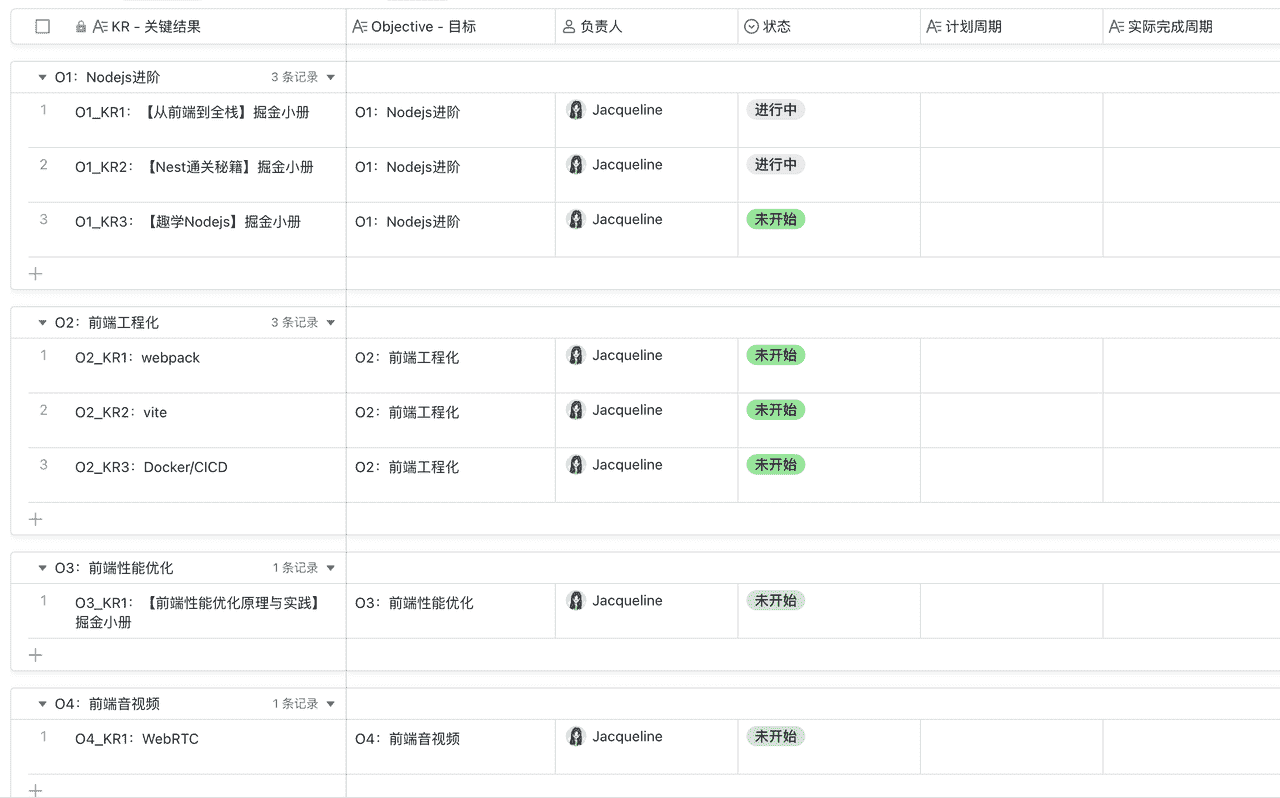 KR - 关键结果 Objective - 目标 负责人 状态 计划周期 实际完成周期
O1：Nodejs进阶 3 条记录
1 O1_KR1：【从前端到全栈】掘金小册 O1：Nodejs进阶 Jacqueline 进行中
2 O1_KR2：【Nest通关秘籍】掘金小册 O1：Nodejs进阶 Jacqueline 进行中
3 O1_KR3：【趣学Nodejs】掘金小册 O1：Nodejs进阶 Jacqueline 未开始
O2：前端工程化 3 条记录
1 O2_KR1：webpack O2：前端工程化 Jacqueline 未开始
2 O2_KR2：vite O2：前端工程化 Jacqueline 未开始
3 O2_KR3：Docker/CICD O2：前端工程化 Jacqueline 未开始
O3：前端性能优化 1 条记录
1 O3_KR1：【前端性能优化原理与实践】 O3：前端性能优化 Jacqueline 未开始
掘金小册
O4：前端音视频 1 条记录
1 O4_KR1：WebRTC O4：前端音视频 Jacqueline 未开始